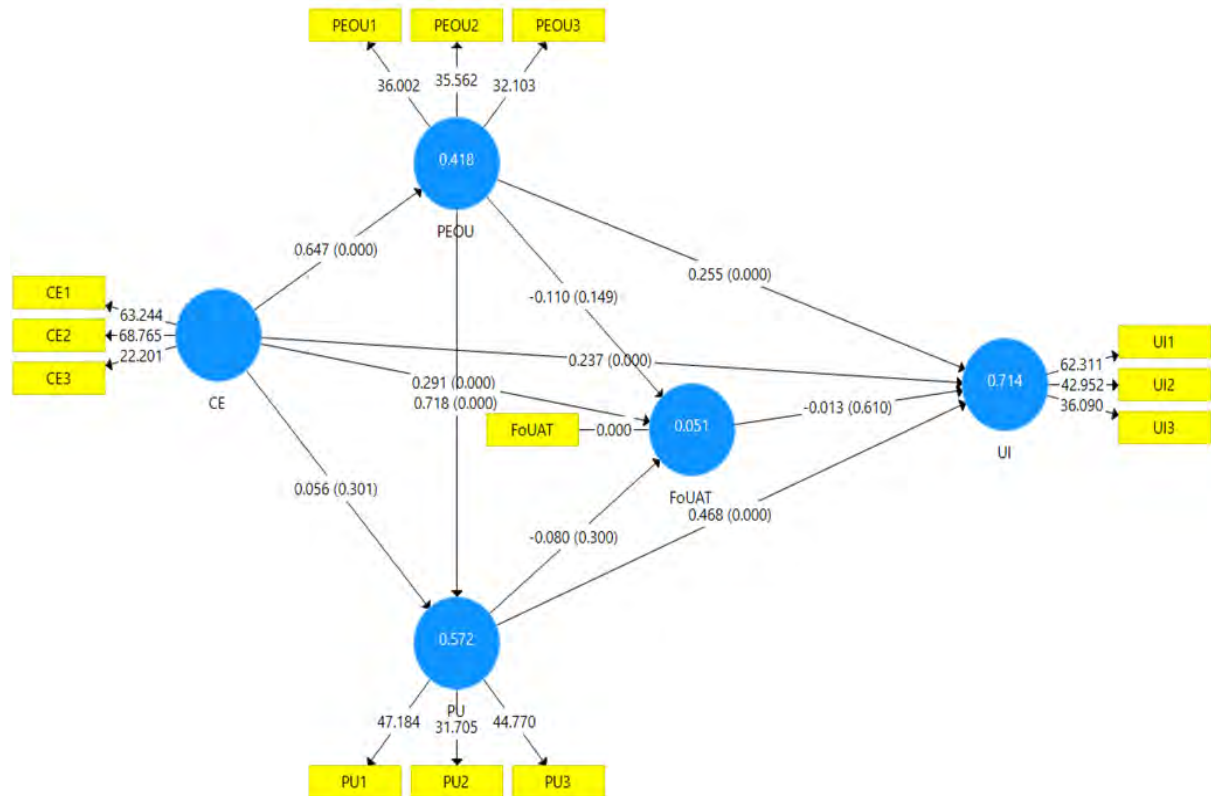 PEOU1 PEOU2 PEOU3
36.002 35.562 32.103
0.418
PEOU
0.647 (0.000)
0.255 (0.000)
-0.110 (0.149)
CE1
CE2
CE3
63.244
68.765
22.201
CE
0.237 (0.000)
0.291 (0.000)
0.718 (0.000)
FoUAT
0.000
0.051
FoUAT
-0.013 (0.610)
0.714
UI
62.311
42.952
36.090
UI1
UI2
UI3
0.056 (0.301)
-0.080 (0.300)
0.468 (0.000)
0.572
PU
47.184 31.705 44.770
PU1 PU2 PU3